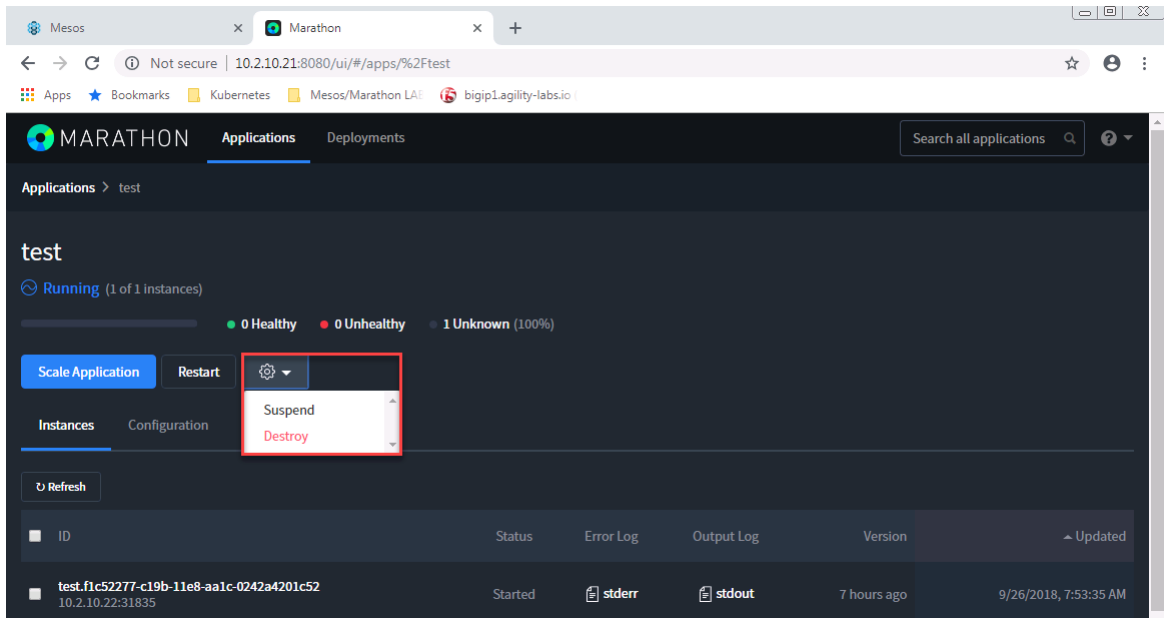 Mesos
Marathon
Not secure | 10.2.10.21:8080/ui/#/apps/%2Ftest
Apps Bookmarks Kubernetes Mesos/Marathon LAB bigip1.agility-labs.io (
MARATHON Applications Deployments Search all applications
Applications > test
test
Running (1 of 1 instances)
0 Healthy 0 Unhealthy 1 Unknown (100%)
Scale Application Restart
Suspend
Instances Configuration
Destroy
Refresh
ID Status Error Log Output Log Version Updated
test.f1c52277-c19b-11e8-aa1c-0242a4201c52
10.2.10.22:31835 Started stderr stdout 7 hours ago 9/26/2018, 7:53:35 AM